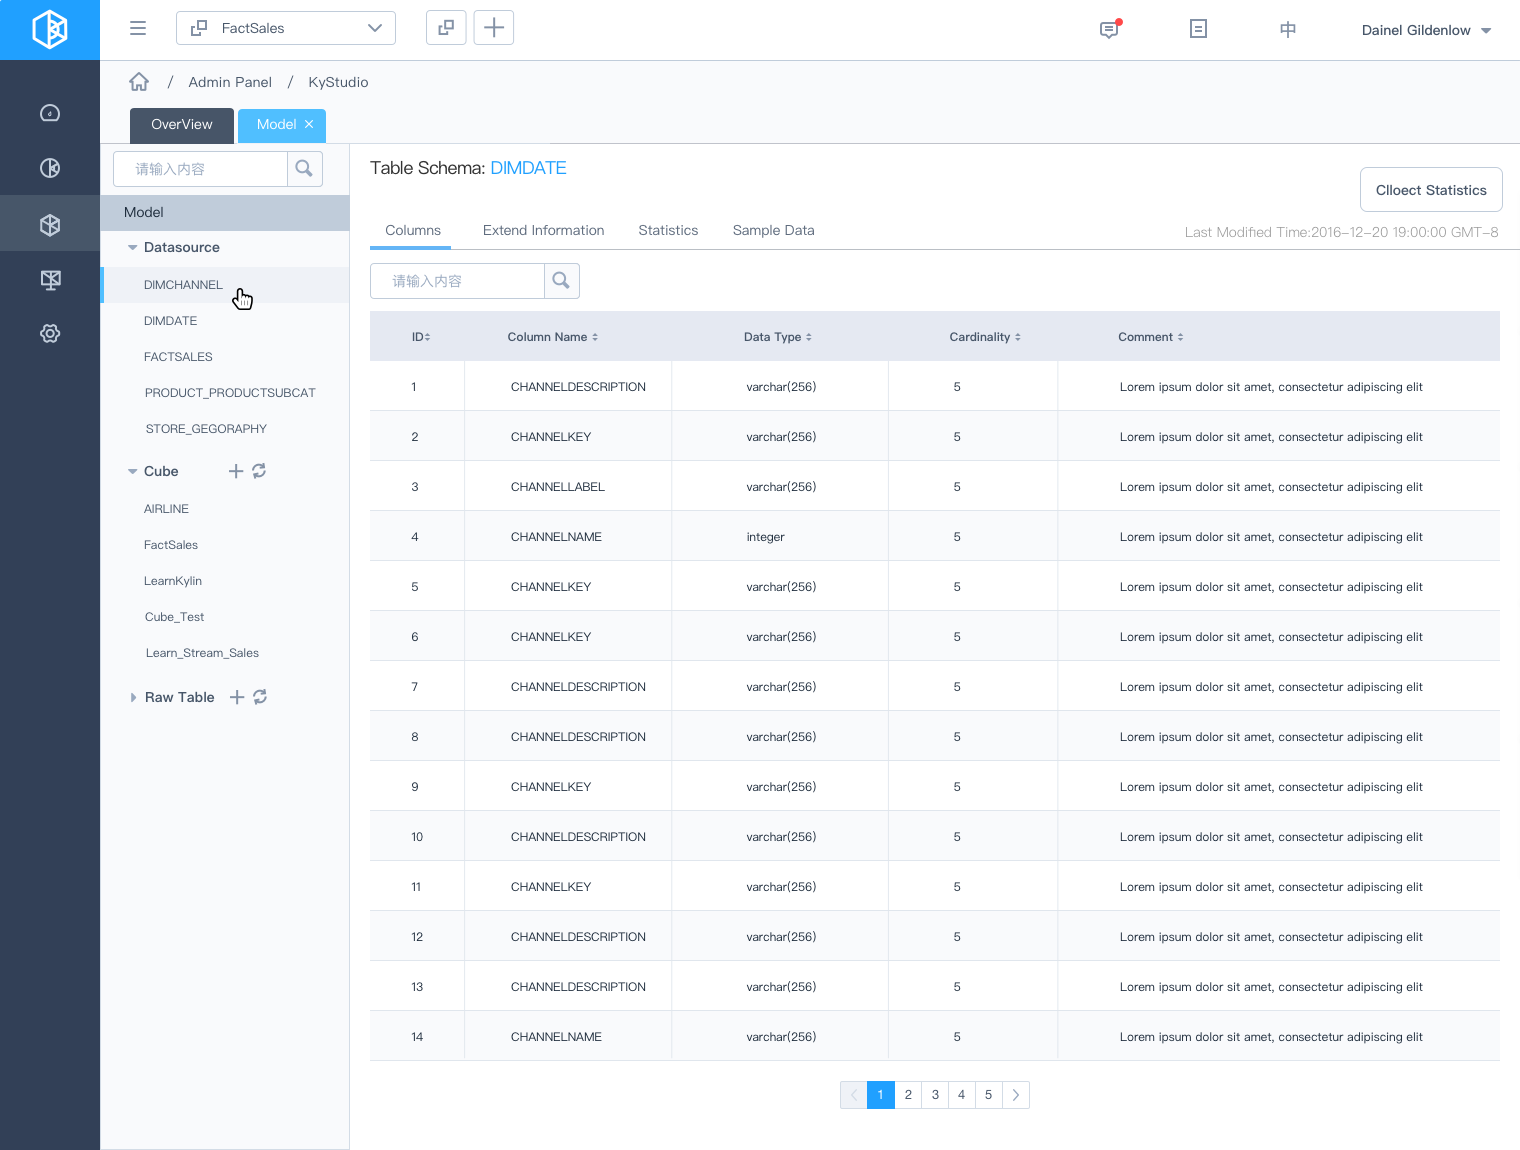 FactSales
中
Dainel Gildenlow
/ Admin Panel / KyStudio
OverView
Model ×
请输入内容
Model
Datasource
DIMCHANNEL
DIMDATE
FACTSALES
PRODUCT_PRODUCTSUBCAT
STORE_GEGORAPHY
Cube
AIRLINE
FactSales
LearnKylin
Cube_Test
Learn_Stream_Sales
Raw Table
Table Schema: DIMDATE
Clloect Statistics
Columns Extend Information Statistics Sample Data
Last Modified Time:2016-12-20 19:00:00 GMT-8
请输入内容
ID Column Name Data Type Cardinality Comment
1 CHANNELDESCRIPTION varchar(256) 5 Lorem ipsum dolor sit amet, consectetur adipiscing elit
2 CHANNELKEY varchar(256) 5 Lorem ipsum dolor sit amet, consectetur adipiscing elit
3 CHANNELLABEL varchar(256) 5 Lorem ipsum dolor sit amet, consectetur adipiscing elit
4 CHANNELNAME integer 5 Lorem ipsum dolor sit amet, consectetur adipiscing elit
5 CHANNELKEY varchar(256) 5 Lorem ipsum dolor sit amet, consectetur adipiscing elit
6 CHANNELKEY varchar(256) 5 Lorem ipsum dolor sit amet, consectetur adipiscing elit
7 CHANNELDESCRIPTION varchar(256) 5 Lorem ipsum dolor sit amet, consectetur adipiscing elit
8 CHANNELDESCRIPTION varchar(256) 5 Lorem ipsum dolor sit amet, consectetur adipiscing elit
9 CHANNELKEY varchar(256) 5 Lorem ipsum dolor sit amet, consectetur adipiscing elit
10 CHANNELDESCRIPTION varchar(256) 5 Lorem ipsum dolor sit amet, consectetur adipiscing elit
11 CHANNELKEY varchar(256) 5 Lorem ipsum dolor sit amet, consectetur adipiscing elit
12 CHANNELDESCRIPTION varchar(256) 5 Lorem ipsum dolor sit amet, consectetur adipiscing elit
13 CHANNELDESCRIPTION varchar(256) 5 Lorem ipsum dolor sit amet, consectetur adipiscing elit
14 CHANNELNAME varchar(256) 5 Lorem ipsum dolor sit amet, consectetur adipiscing elit
1 2 3 4 5